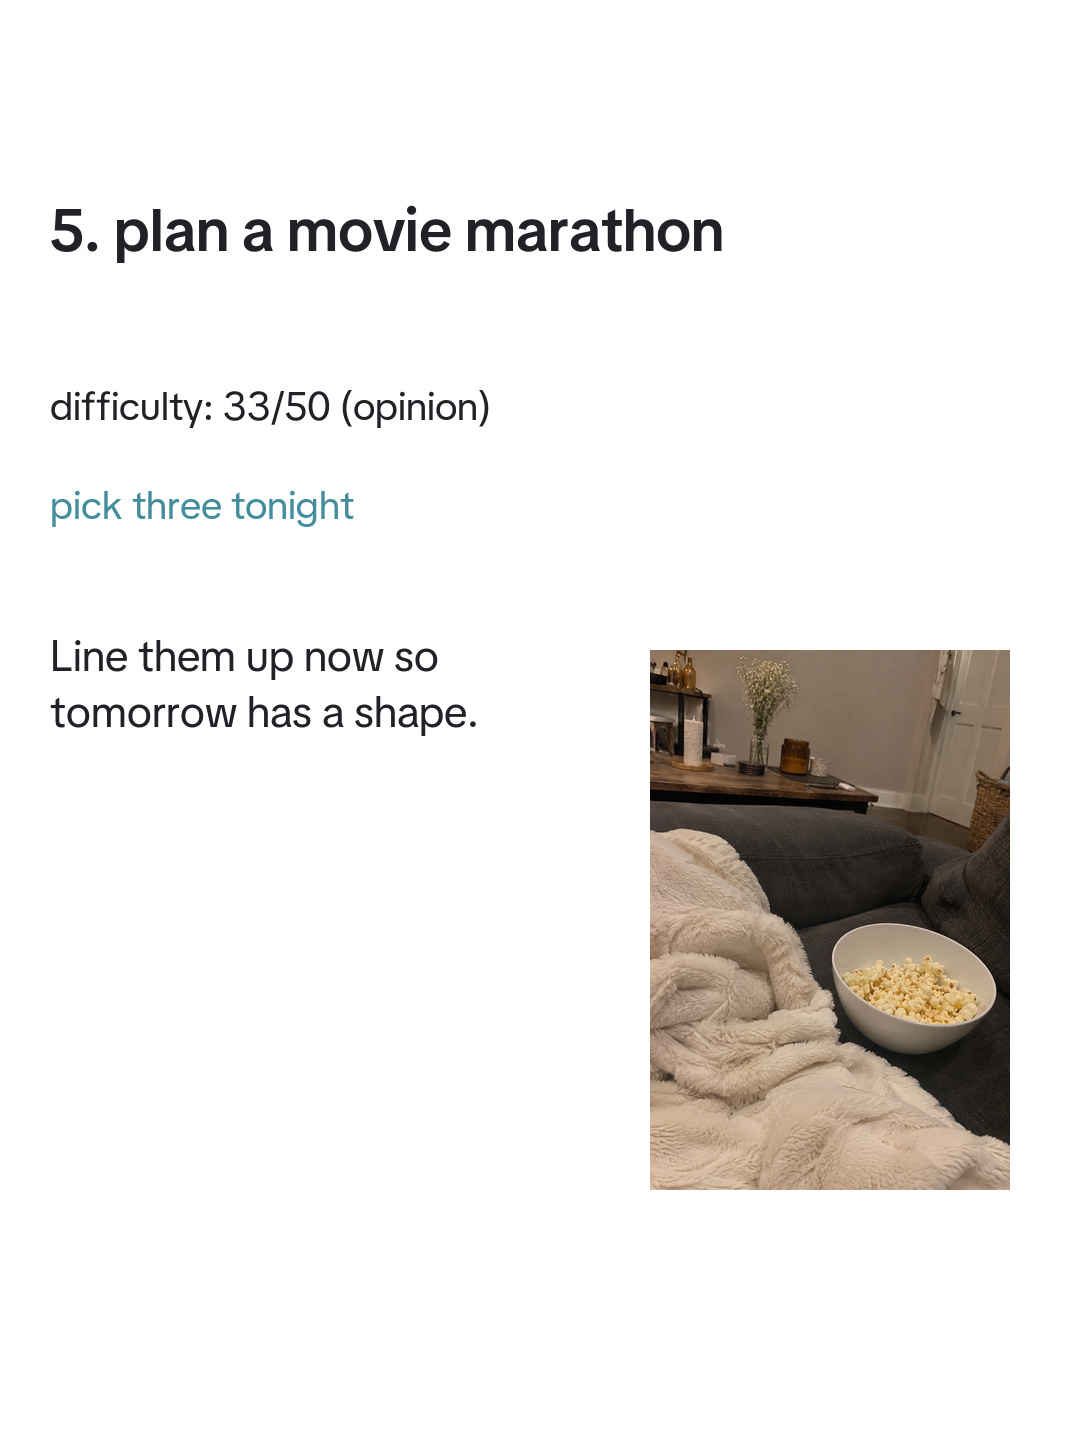 5. plan a movie marathon
difficulty: 33/50 (opinion)
pick three tonight
Line them up now so
tomorrow has a shape.